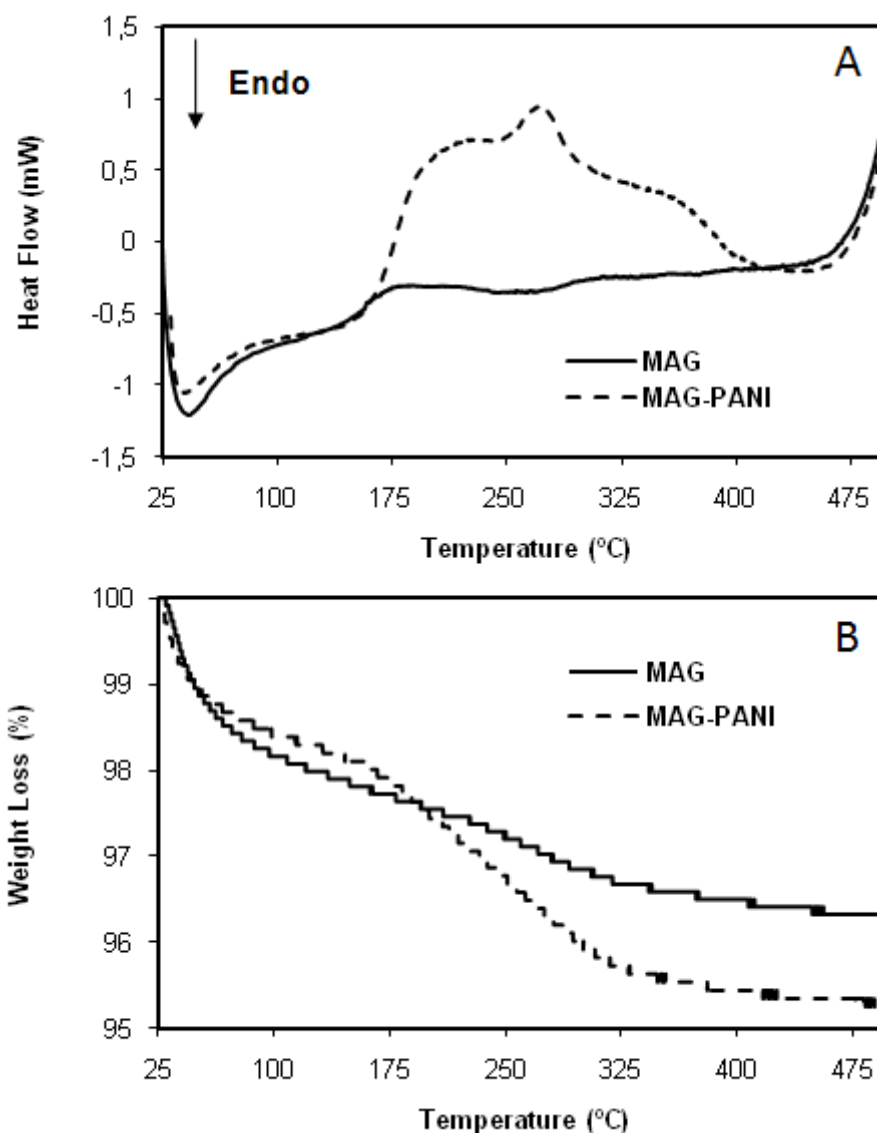 1,5
A
Endo
1
Heat Flow (mW)
0,5
0
-0,5
MAG
-1
MAG-PANI
-1,5
25 100 175 250 325 400 475
Temperature (ºC)
100
B
MAG
99
MAG-PANI
Weight Loss (%)
98
97
96
95
25 100 175 250 325 400 475
Temperature (ºC)